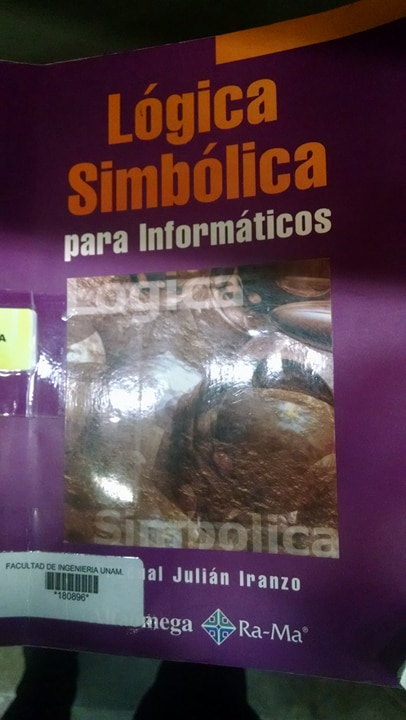 Lógica
Simbólica
para Informáticos
Lógica
Simbólica
A
FACULTAD DE INGENIERIA UNAM.
*180896*
Julián Iranzo
Ra-Ma®